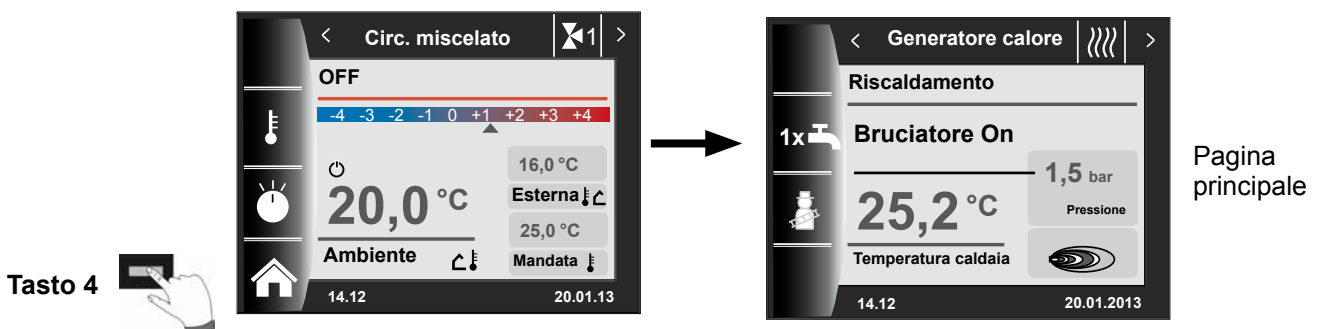 Tasto 4
< Circ. miscelato 1 >
OFF
-4 -3 -2 -1 0 +1 +2 +3 +4
16,0 °C
Esterna
20,0 °C
25,0 °C
Ambiente
Mandata
14.12 20.01.13
< Generatore calore >
Riscaldamento
1x
Bruciatore On
1,5 bar
Pressione
25,2 °C
Temperatura caldaia
14.12 20.01.2013
Pagina
principale